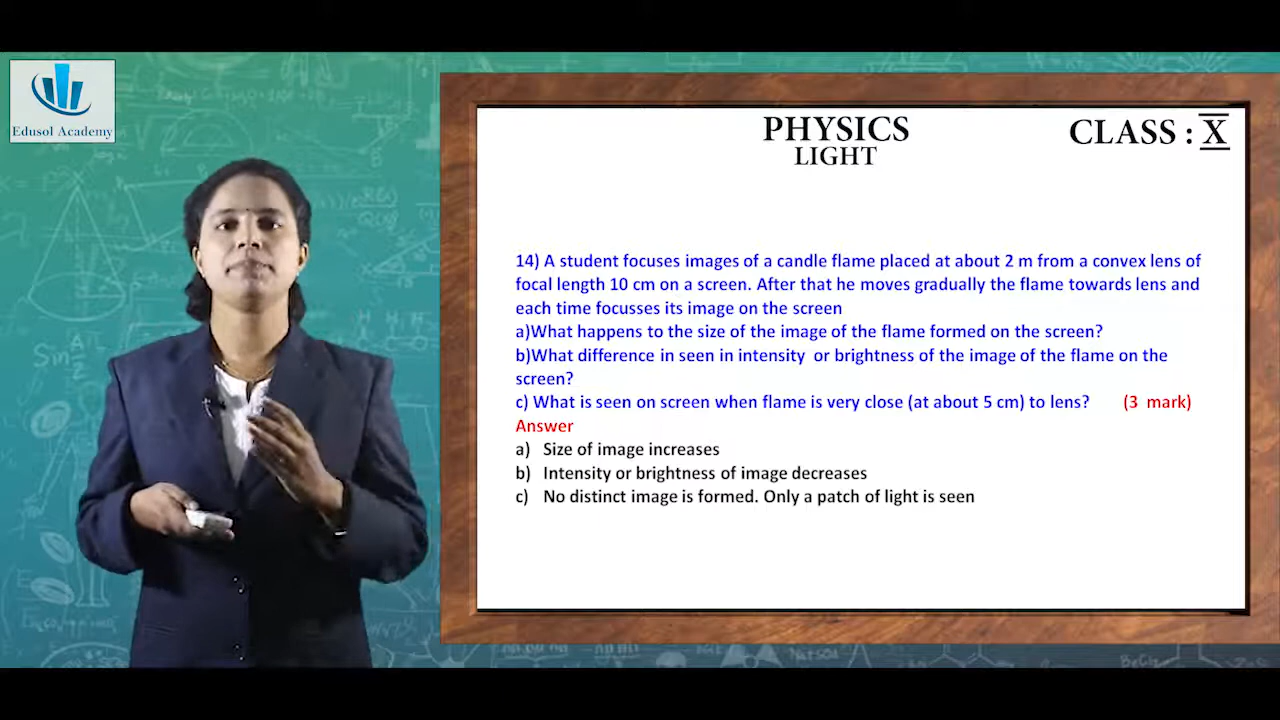 Edusol Academy
PHYSICS
LIGHT
CLASS : X
14) A student focuses images of a candle flame placed at about 2 m from a convex lens of
focal length 10 cm on a screen. After that he moves gradually the flame towards lens and
each time focusses its image on the screen
a)What happens to the size of the image of the flame formed on the screen?
b)What difference in seen in intensity or brightness of the image of the flame on the
screen?
c) What is seen on screen when flame is very close (at about 5 cm) to lens? (3 mark)
Answer
a) Size of image increases
b) Intensity or brightness of image decreases
c) No distinct image is formed. Only a patch of light is seen